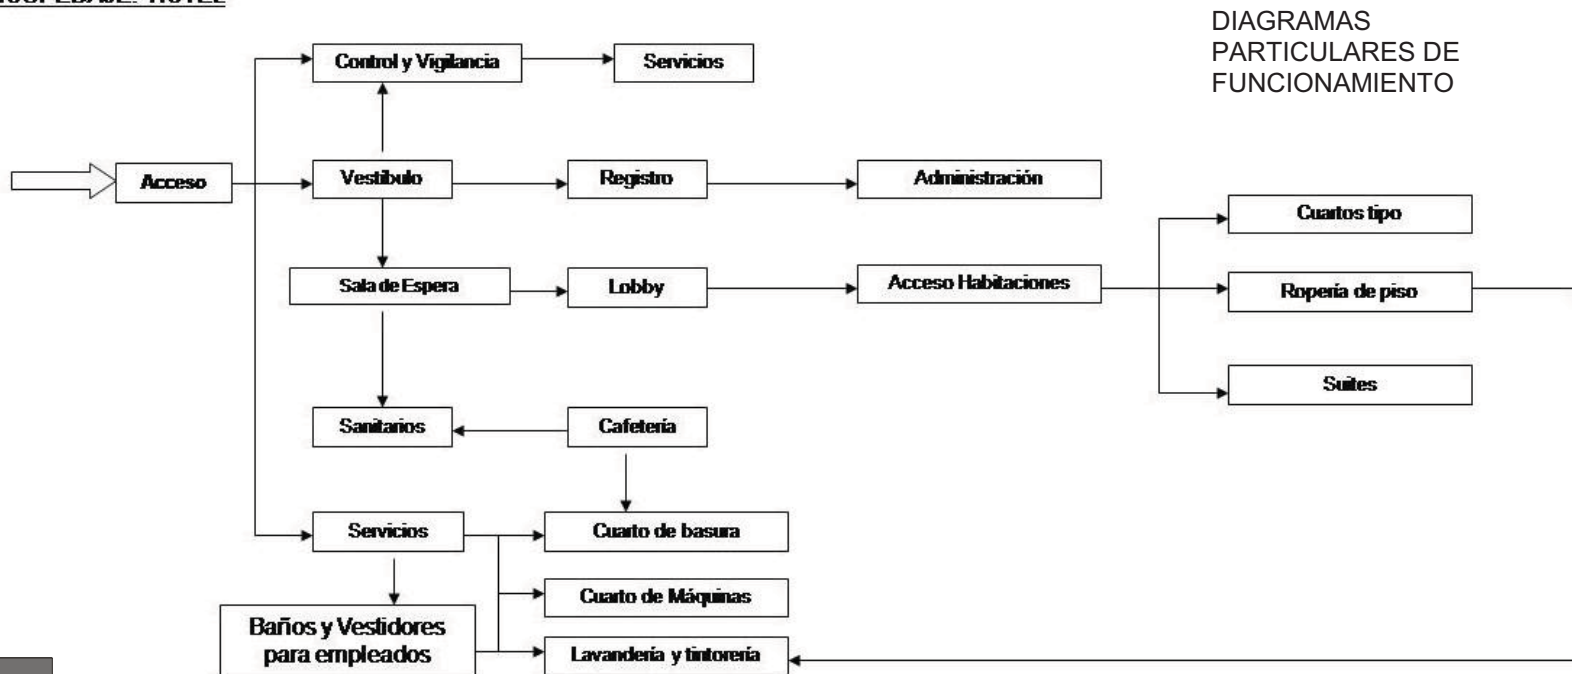 DIAGRAMAS
PARTICULARES DE
FUNCIONAMIENTO
Control y Vigilancia
Servicios
Acceso
Vestíbulo
Registro
Administración
Cuartos tipo
Sala de Espera
Lobby
Acceso Habitaciones
Ropería de piso
Suites
Sanitarios
Cafetería
Servicios
Cuarto de basura
Cuarto de Máquinas
Baños y Vestidores
para empleados
Lavandería y tintorería